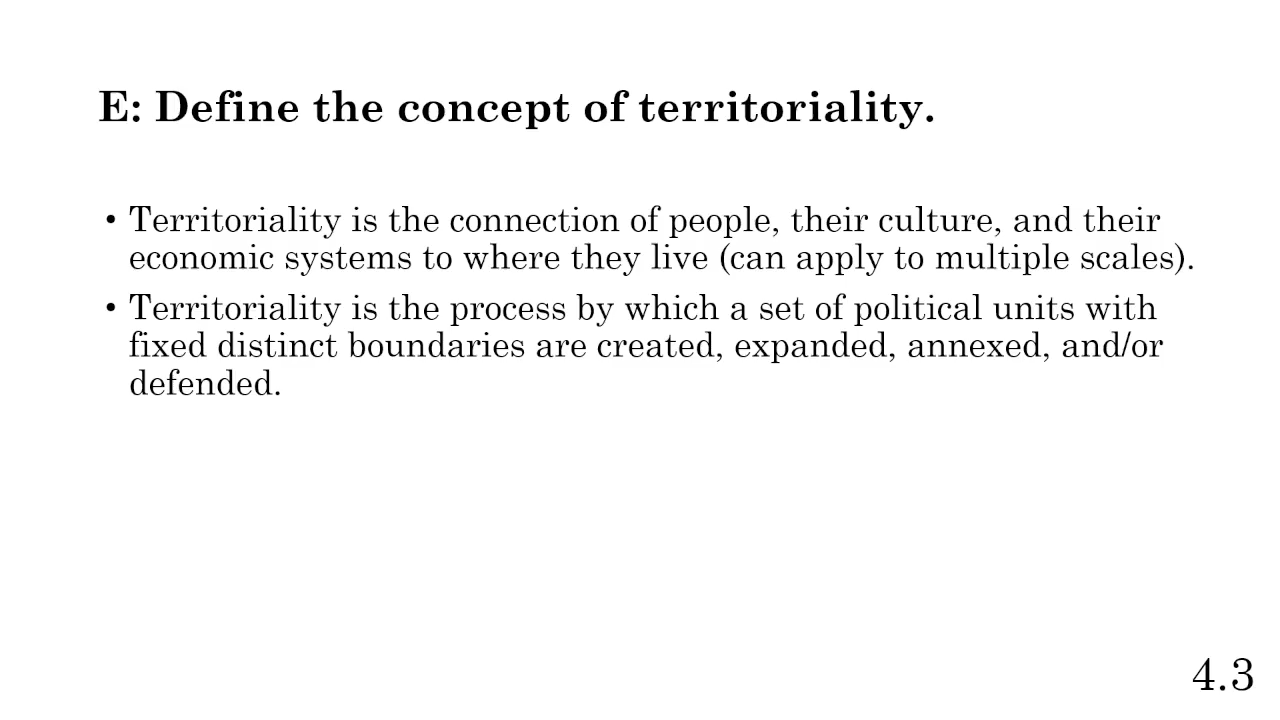 E: Define the concept of territoriality.
• Territoriality is the connection of people, their culture, and their
economic systems to where they live (can apply to multiple scales).
• Territoriality is the process by which a set of political units with
fixed distinct boundaries are created, expanded, annexed, and/or
defended.
4.3